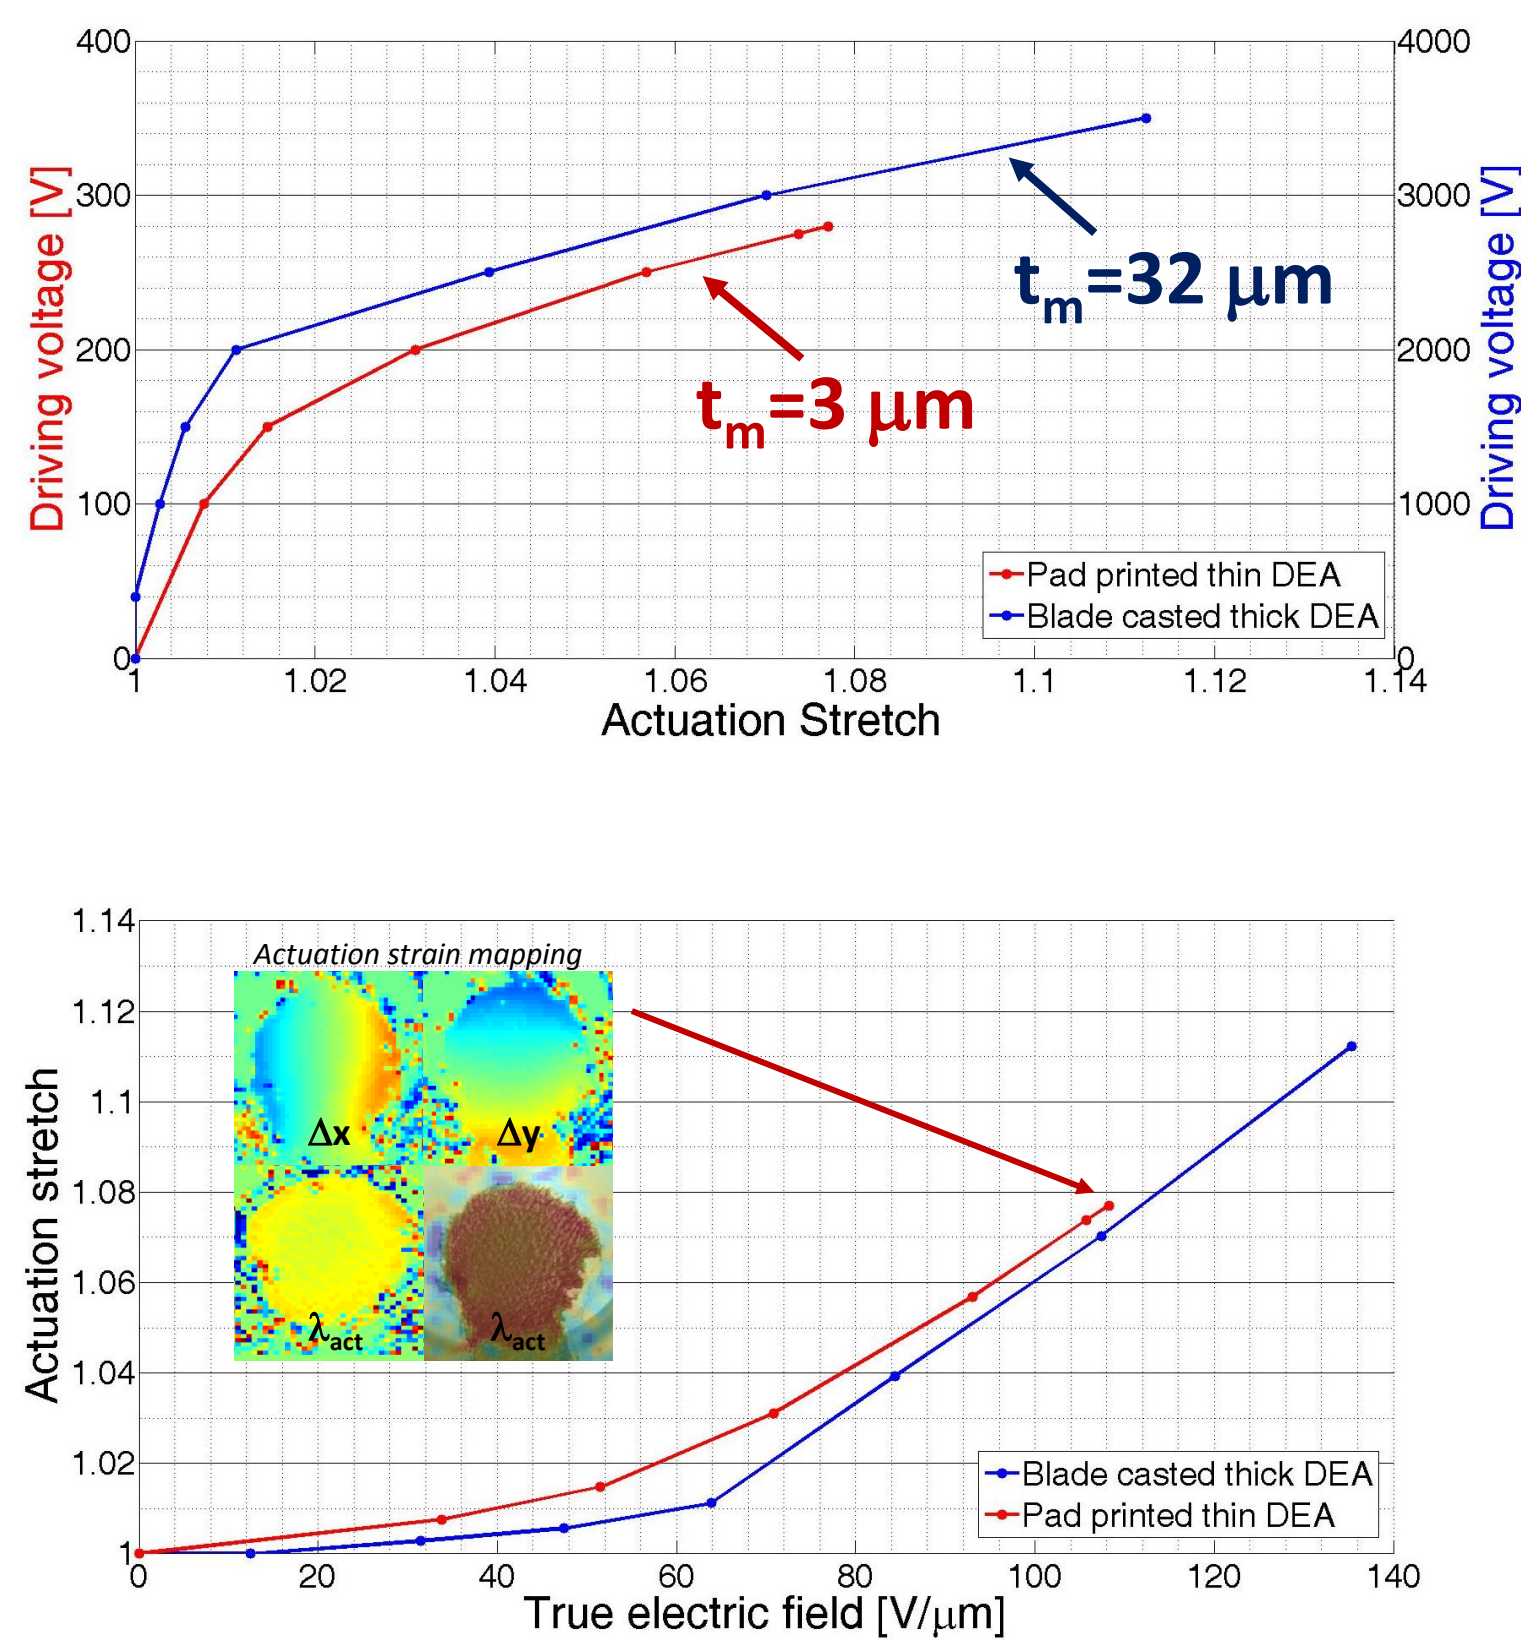 400
300
200
100
0
Driving voltage [V]
4000
3000
2000
1000
0
Driving voltage [V]
tm=32 μm
tm=3 μm
Pad printed thin DEA
Blade casted thick DEA
1 1.02 1.04 1.06 1.08 1.1 1.12 1.14
Actuation Stretch
1.14
1.12
1.1
1.08
1.06
1.04
1.02
1
Actuation stretch
Actuation strain mapping
Δx Δy
λact λact
Blade casted thick DEA
Pad printed thin DEA
0 20 40 60 80 100 120 140
True electric field [V/μm]